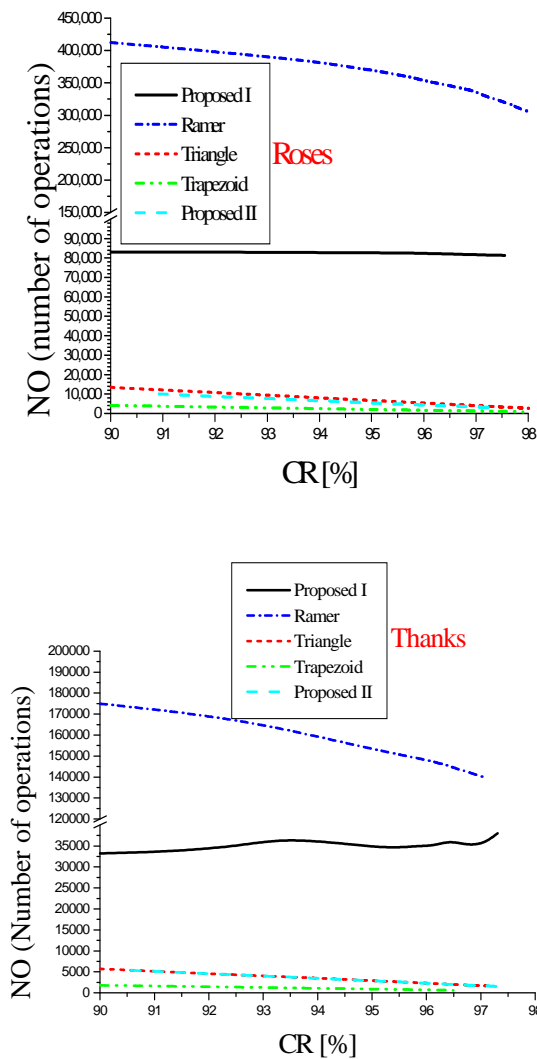 450,000
400,000
350,000
300,000
250,000
200,000
150,000
90,000
80,000
70,000
60,000
50,000
40,000
30,000
20,000
10,000
0
NO (number of operations)
Proposed I
Ramer
Triangle
Trapezoid
Proposed II
Roses
90 91 92 93 94 95 96 97 98
CR [%]
Proposed I
Ramer
Triangle
Trapezoid
Proposed II
Thanks
200000
190000
180000
170000
160000
150000
140000
130000
120000
35000
30000
25000
20000
15000
10000
5000
0
NO (Number of operations)
90 91 92 93 94 95 96 97 98
CR [%]